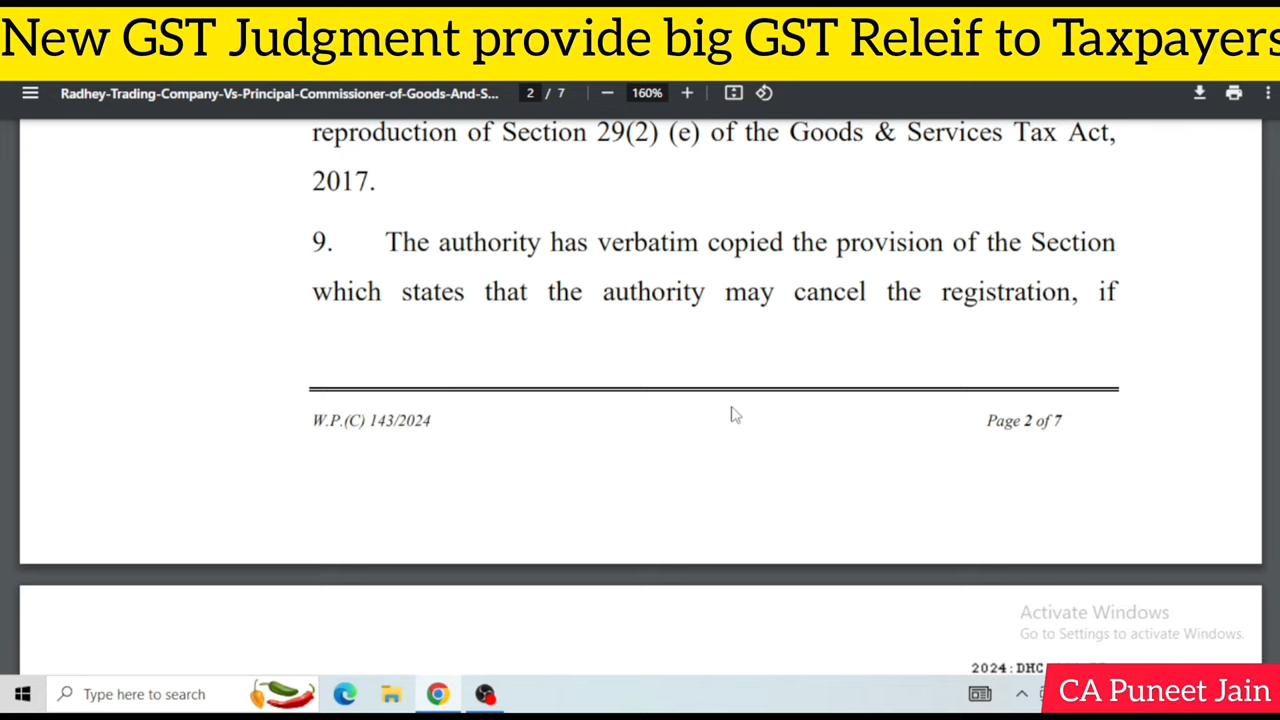 New GST Judgment provide big GST Releif to Taxpayers
Radhey-Trading-Company-Vs-Principal-Commissioner-of-Goods-And-S... 2 / 7 160%
reproduction of Section 29(2) (e) of the Goods & Services Tax Act,
2017.
9. The authority has verbatim copied the provision of the Section
which states that the authority may cancel the registration, if
W.P.(C) 143/2024 Page 2 of 7
Activate Windows
Go to Settings to activate Windows.
2024:DHC
Type here to search
CA Puneet Jain